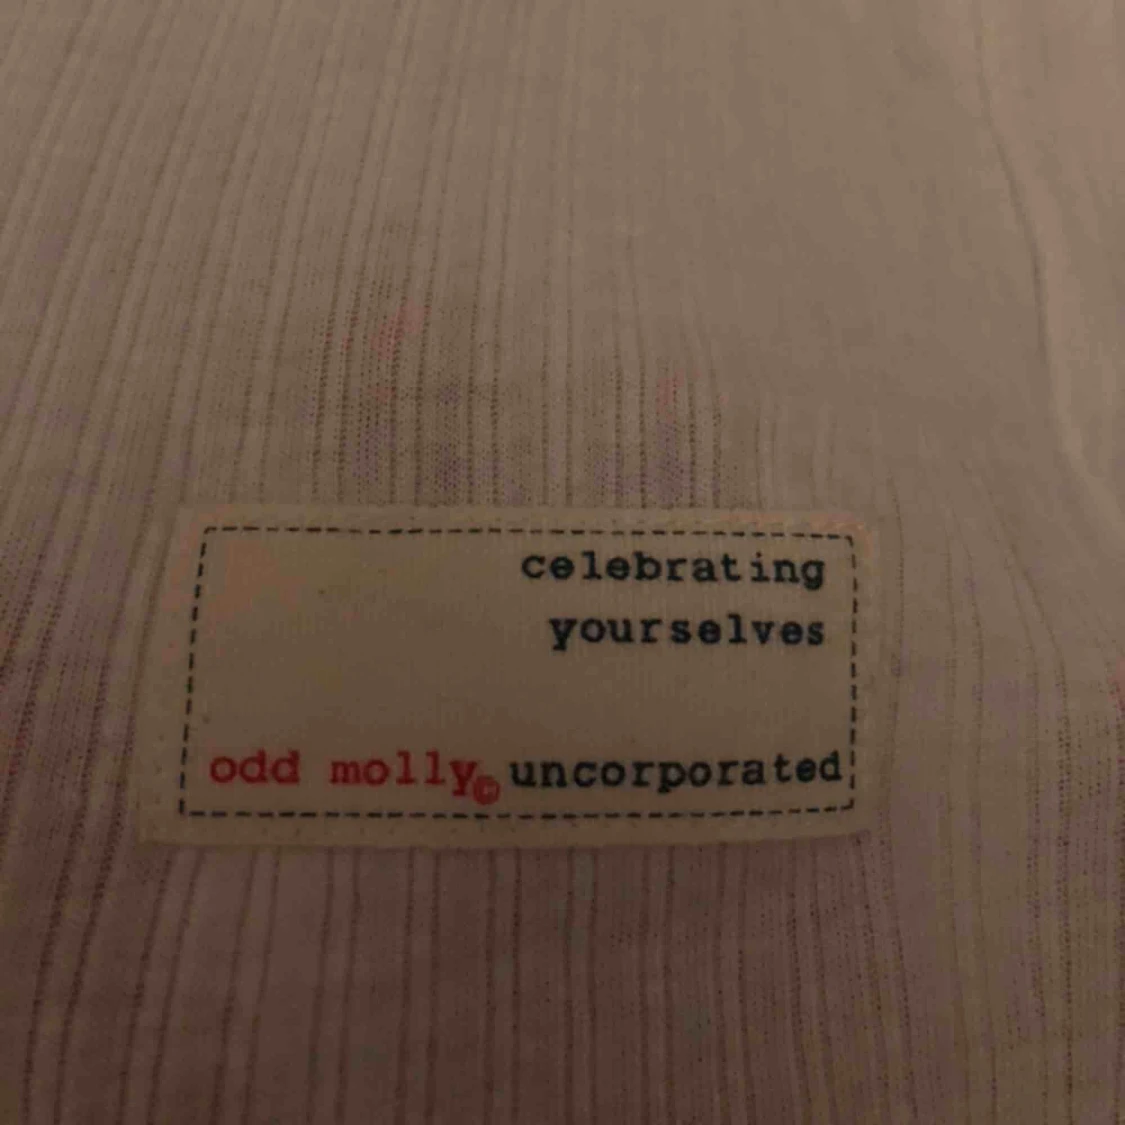 celebrating
yourselves
odd molly© uncorporated